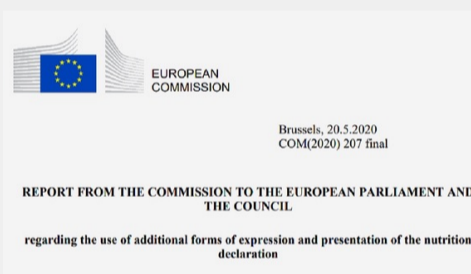 EUROPEAN
COMMISSION
Brussels, 20.5.2020
COM(2020) 207 final
REPORT FROM THE COMMISSION TO THE EUROPEAN PARLIAMENT AND
THE COUNCIL
regarding the use of additional forms of expression and presentation of the nutrition
declaration